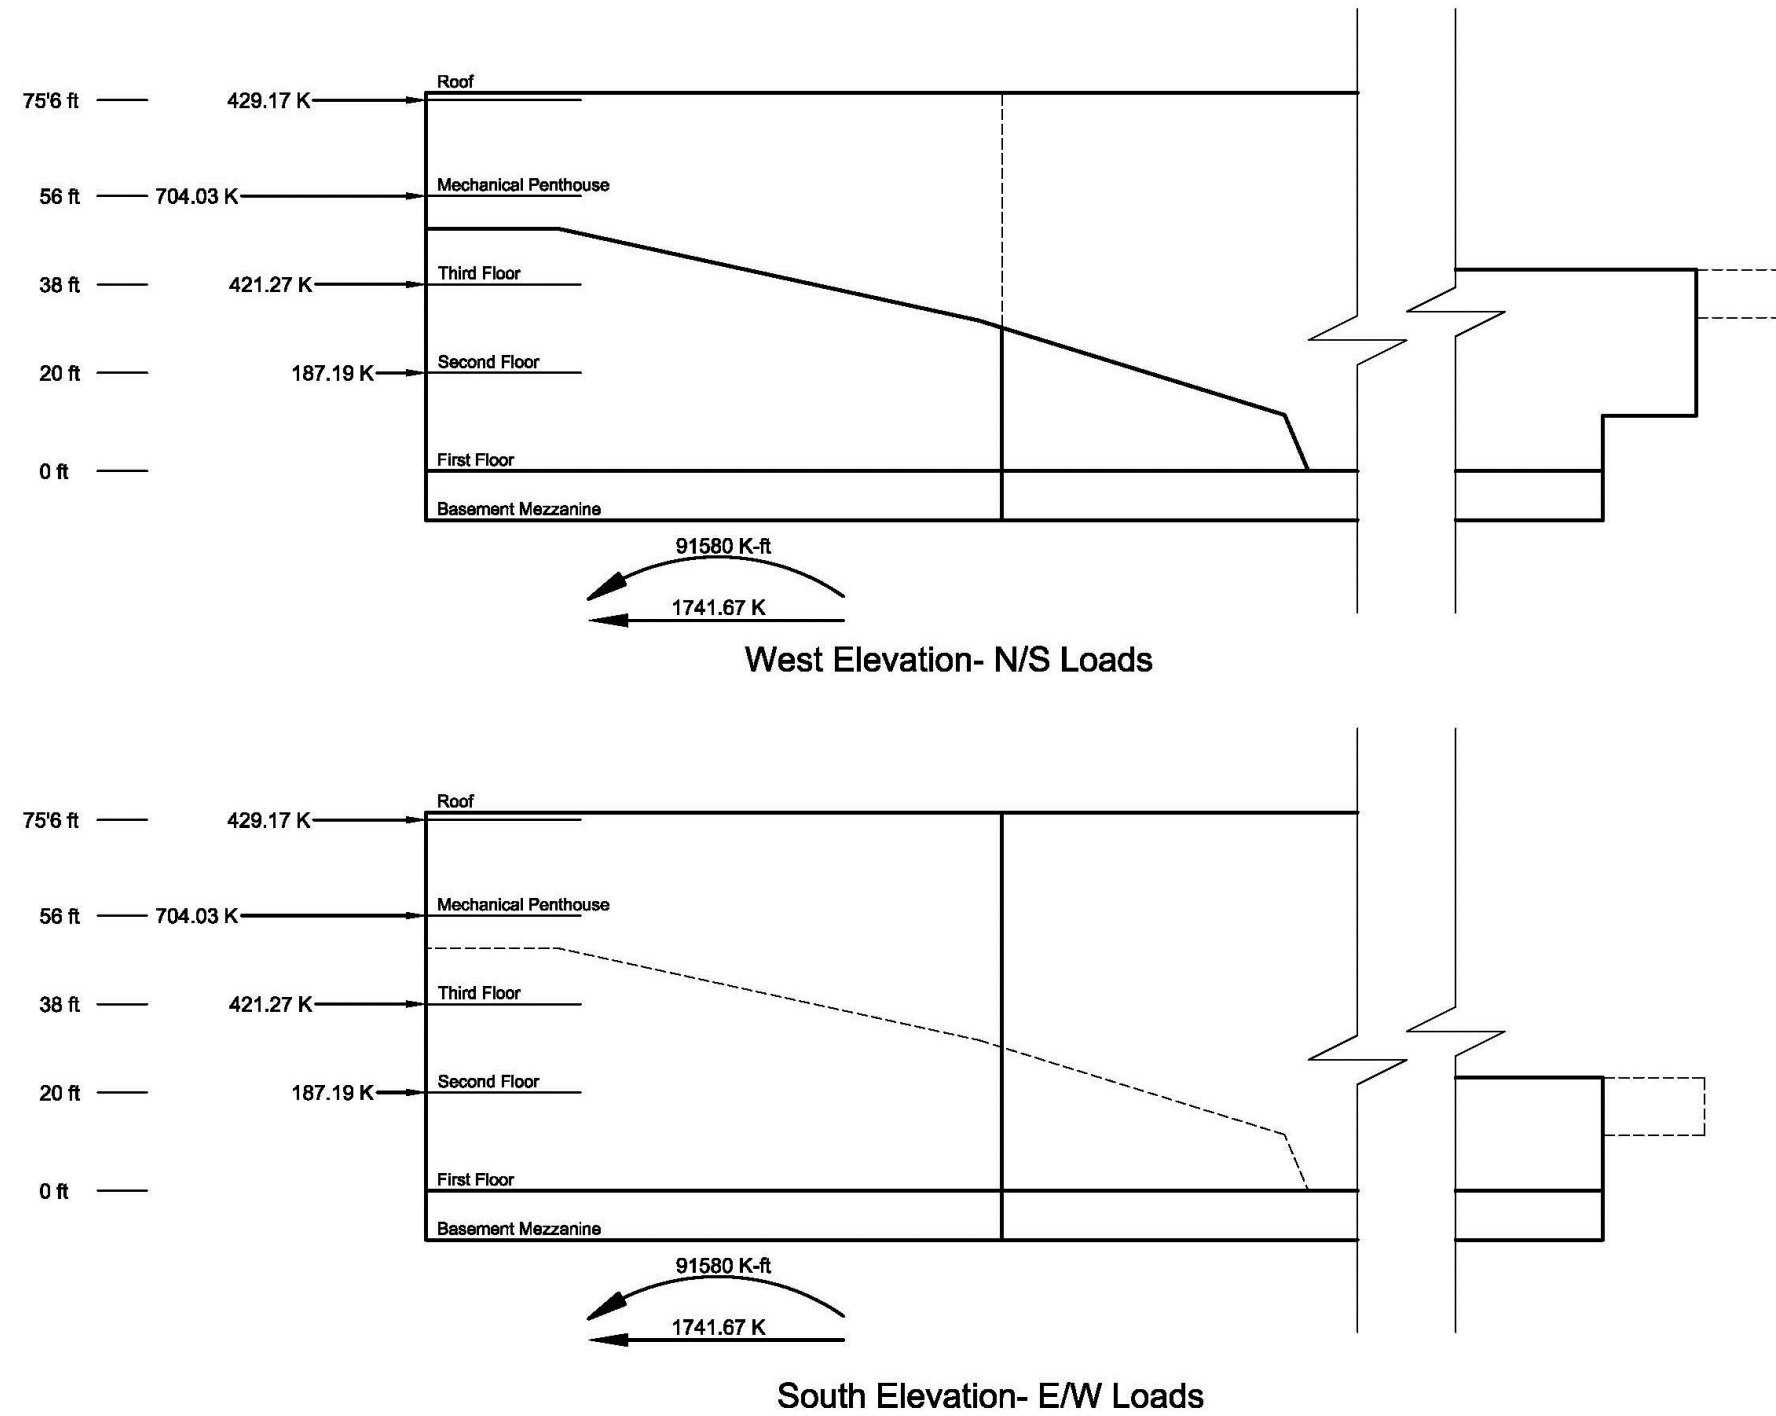 Roof
75'6 ft
429.17 K
Mechanical Penthouse
56 ft
704.03 K
Third Floor
38 ft
421.27 K
Second Floor
20 ft
187.19 K
First Floor
0 ft
Basement Mezzanine
91580 K-ft
1741.67 K
West Elevation- N/S Loads
Roof
75'6 ft
429.17 K
Mechanical Penthouse
56 ft
704.03 K
Third Floor
38 ft
421.27 K
Second Floor
20 ft
187.19 K
First Floor
0 ft
Basement Mezzanine
91580 K-ft
1741.67 K
South Elevation- E/W Loads